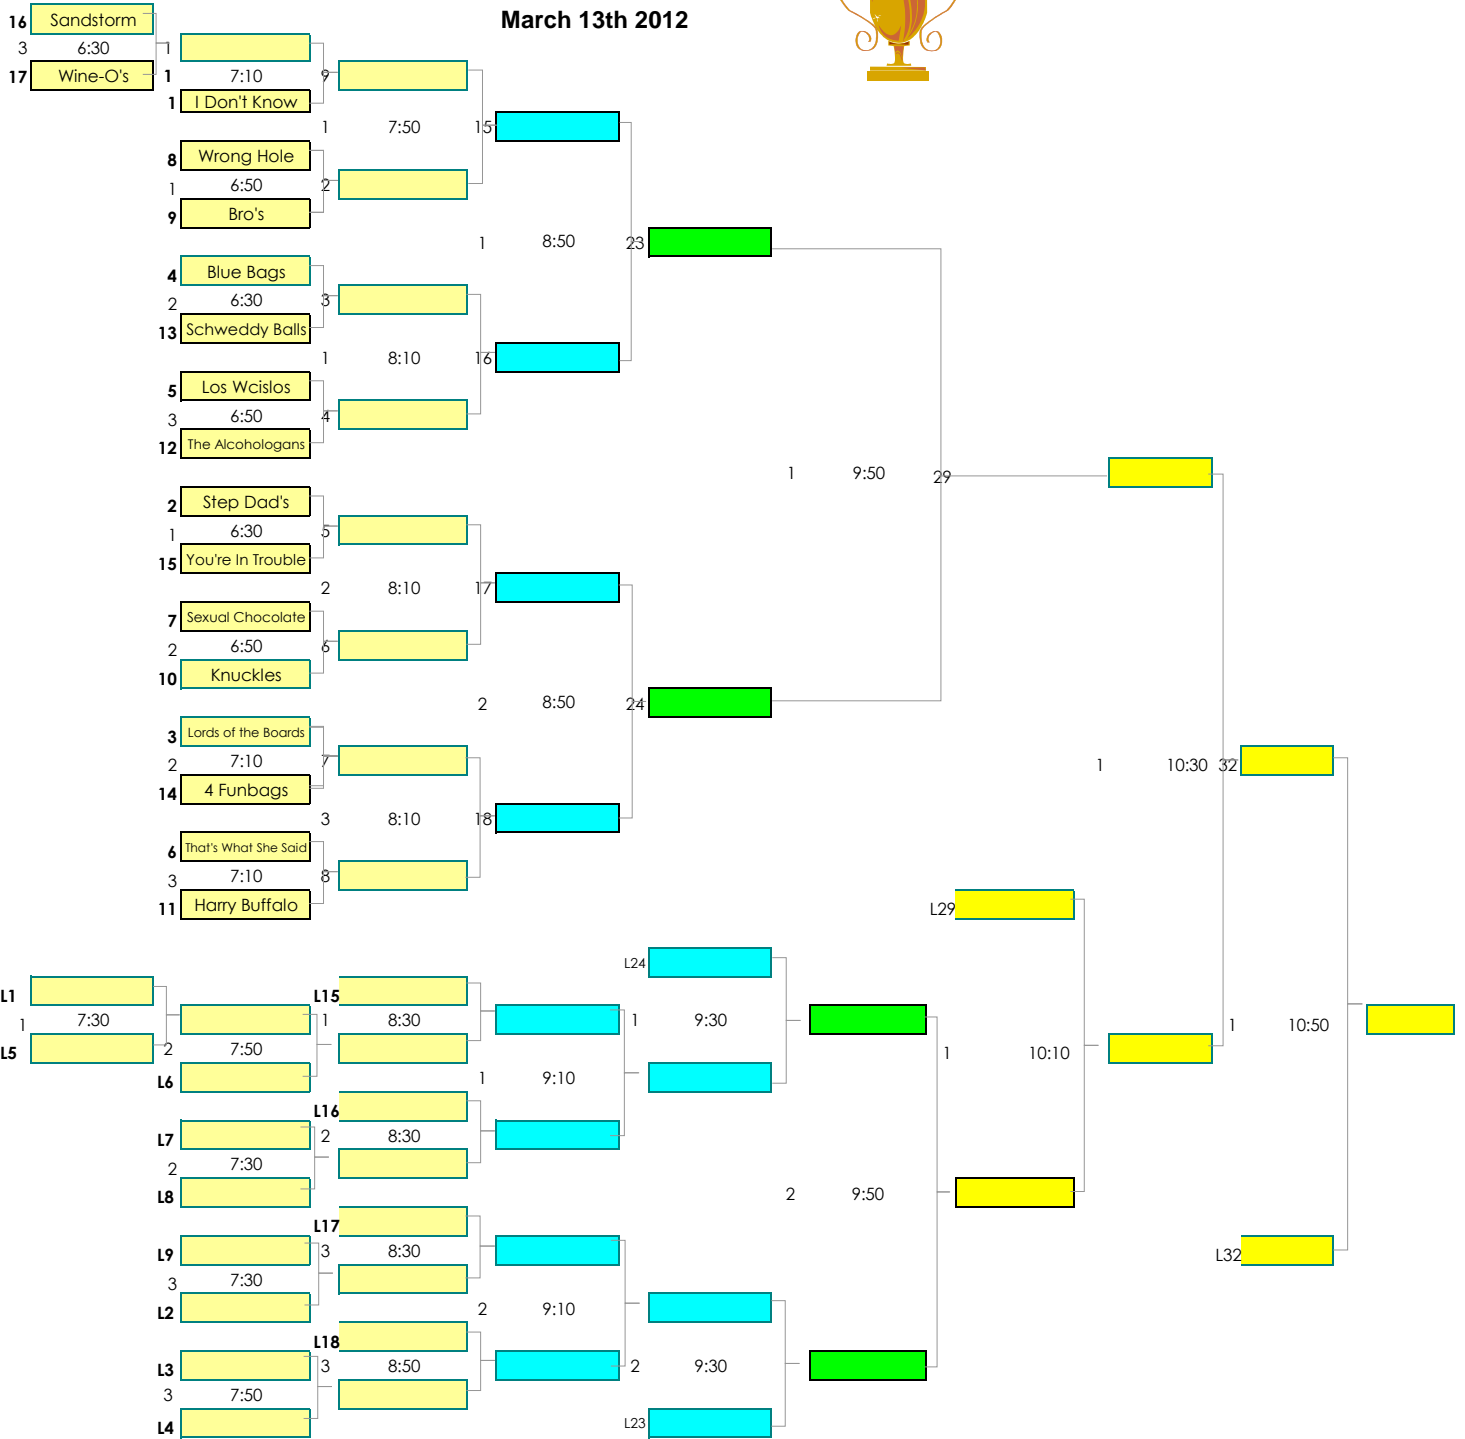 March 13th 2012
16 Sandstorm
3 6:30 1
17 Wine-O's 1
7:10 9
1 I Don't Know
1 7:50 15
8 Wrong Hole
1 6:50 2
9 Bro's
1 8:50 23
4 Blue Bags
2 6:30 3
13 Schweddy Balls
1 8:10 16
5 Los Wcislos
3 6:50 4
12 The Alcohologans
1 9:50 29
2 Step Dad's
1 6:30 5
15 You're In Trouble
2 8:10 17
7 Sexual Chocolate
2 6:50 6
10 Knuckles
2 8:50 24
3 Lords of the Boards
2 7:10 7
14 4 Funbags
1 10:30 32
3 8:10 18
6 That's What She Said
3 7:10 8
11 Harry Buffalo
L29
L24
L1 L15
1 7:30 1 8:30 1 9:30 1 10:50
L5 2 7:50
1 10:10
L6
1 9:10
L16
L7 2 8:30
2 7:30
L8 2 9:50
L17
L9 3 8:30
L32
3 7:30
L2 2 9:10
L18
L3 3 8:50 2 9:30
3 7:50
L4 L23